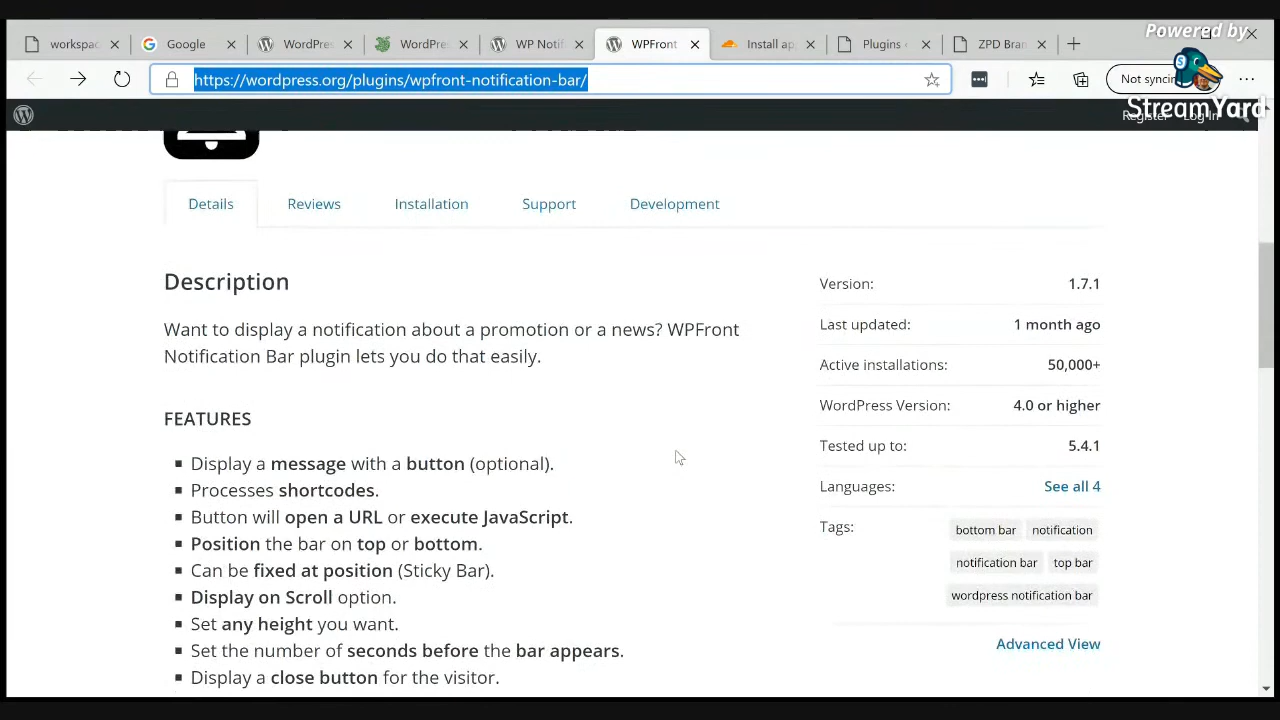 Powered by
workspac
Google
WordPres
WordPres
WP Notif
WPFront
Install ap
Plugins
ZPD Bran
https://wordpress.org/plugins/wpfront-notification-bar/
Not syncing
StreamYard
Register
Log In
Details
Reviews
Installation
Support
Development
Description
Want to display a notification about a promotion or a news? WPFront
Notification Bar plugin lets you do that easily.
FEATURES
▪ Display a message with a button (optional).
▪ Processes shortcodes.
▪ Button will open a URL or execute JavaScript.
▪ Position the bar on top or bottom.
▪ Can be fixed at position (Sticky Bar).
▪ Display on Scroll option.
▪ Set any height you want.
▪ Set the number of seconds before the bar appears.
▪ Display a close button for the visitor.
Version: 1.7.1
Last updated: 1 month ago
Active installations: 50,000+
WordPress Version: 4.0 or higher
Tested up to: 5.4.1
Languages: See all 4
Tags: bottom bar notification
notification bar top bar
wordpress notification bar
Advanced View